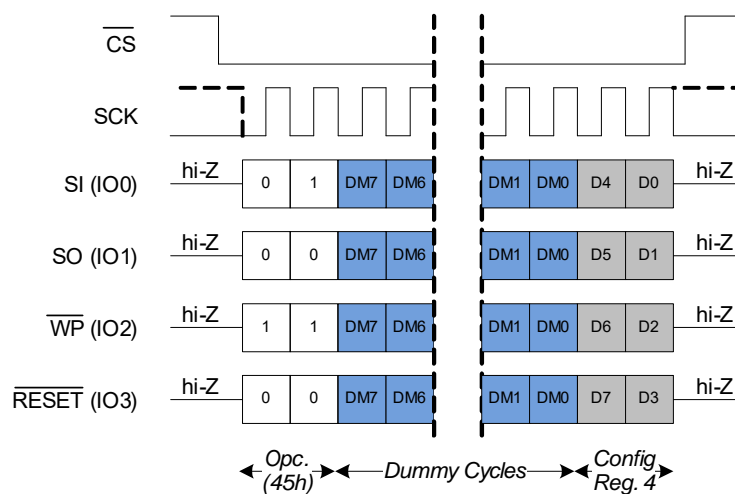 CS
SCK
SI (IO0) hi-Z 0 1 DM7 DM6 DM1 DM0 D4 D0 hi-Z
SO (IO1) hi-Z 0 0 DM7 DM6 DM1 DM0 D5 D1 hi-Z
WP (IO2) hi-Z 1 1 DM7 DM6 DM1 DM0 D6 D2 hi-Z
RESET (IO3) hi-Z 0 0 DM7 DM6 DM1 DM0 D7 D3 hi-Z
Opc. (45h) Dummy Cycles Config Reg. 4